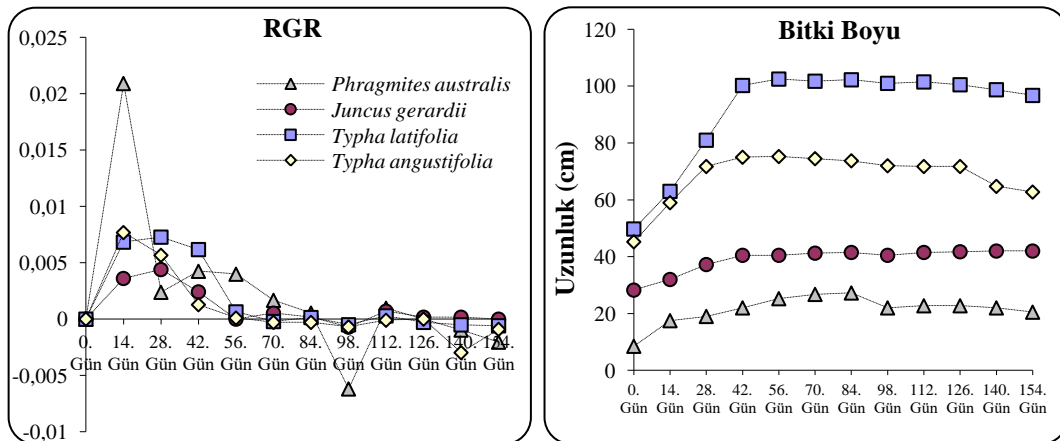 RGR
0,025
0,02
0,015
0,01
0,005
0
-0,005
-0,01
Phragmites australis
Juncus gerardii
Typha latifolia
Typha angustifolia
0. 14. 28. 42. 56. 70. 84. 98. 112. 126. 140. 154.
Gün Gün Gün Gün Gün Gün Gün Gün Gün Gün Gün Gün
Bitki Boyu
Uzunluk (cm)
120
100
80
60
40
20
0
0. 14. 28. 42. 56. 70. 84. 98. 112. 126. 140. 154.
Gün Gün Gün Gün Gün Gün Gün Gün Gün Gün Gün Gün